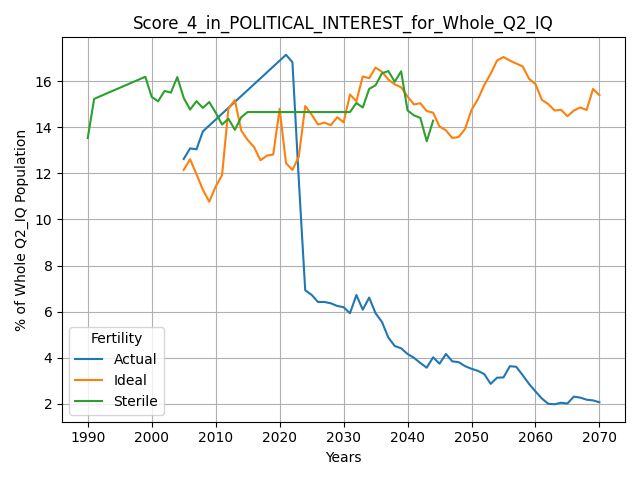 Score_4_in_POLITICAL_INTEREST_for_Whole_Q2_IQ
% of Whole Q2_IQ Population
16
14
12
10
8
6
4
2
Fertility
Actual
Ideal
Sterile
1990 2000 2010 2020 2030 2040 2050 2060 2070
Years